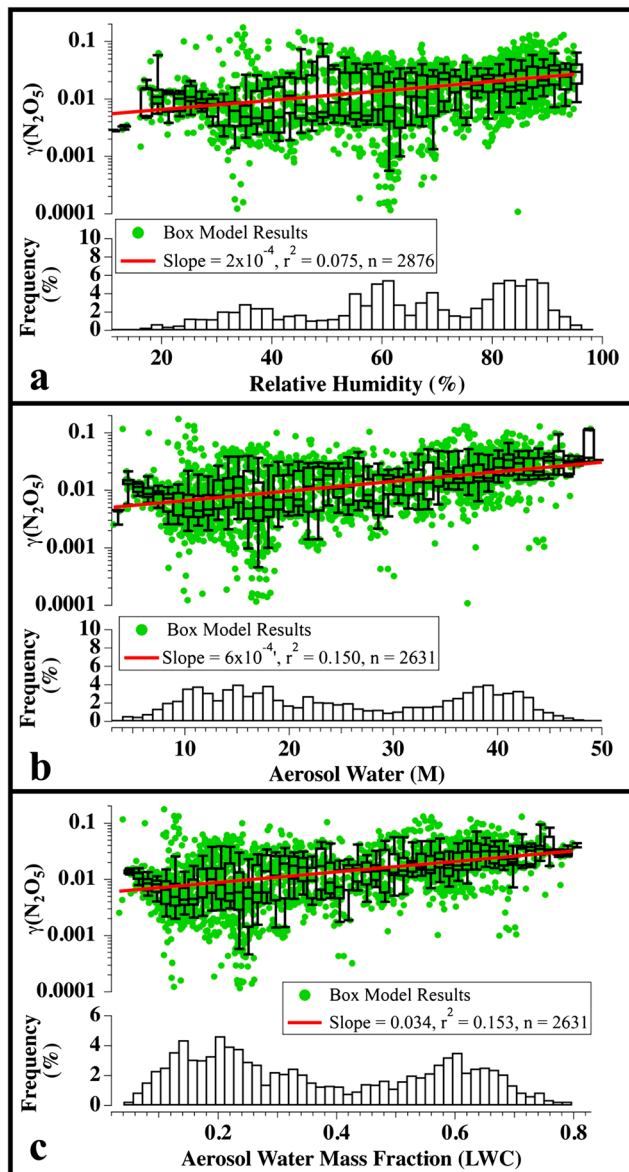 0.1
0.01
0.001
0.0001
γ(N₂O₅)
Box Model Results
Slope = 2x10⁻⁴, r² = 0.075, n = 2876
10
8
6
4
2
0
Frequency
(%)
20 40 60 80 100
Relative Humidity (%)
a
0.1
0.01
0.001
0.0001
γ(N₂O₅)
Box Model Results
Slope = 6x10⁻⁴', r² = 0.150, n = 2631
10
8
6
4
2
0
Frequency
(%)
10 20 30 40 50
Aerosol Water (M)
b
0.1
0.01
0.001
0.0001
γ(N₂O₅)
Box Model Results
Slope = 0.034, r² = 0.153, n = 2631
6
4
2
0
Frequency
(%)
0.2 0.4 0.6 0.8
Aerosol Water Mass Fraction (LWC)
c